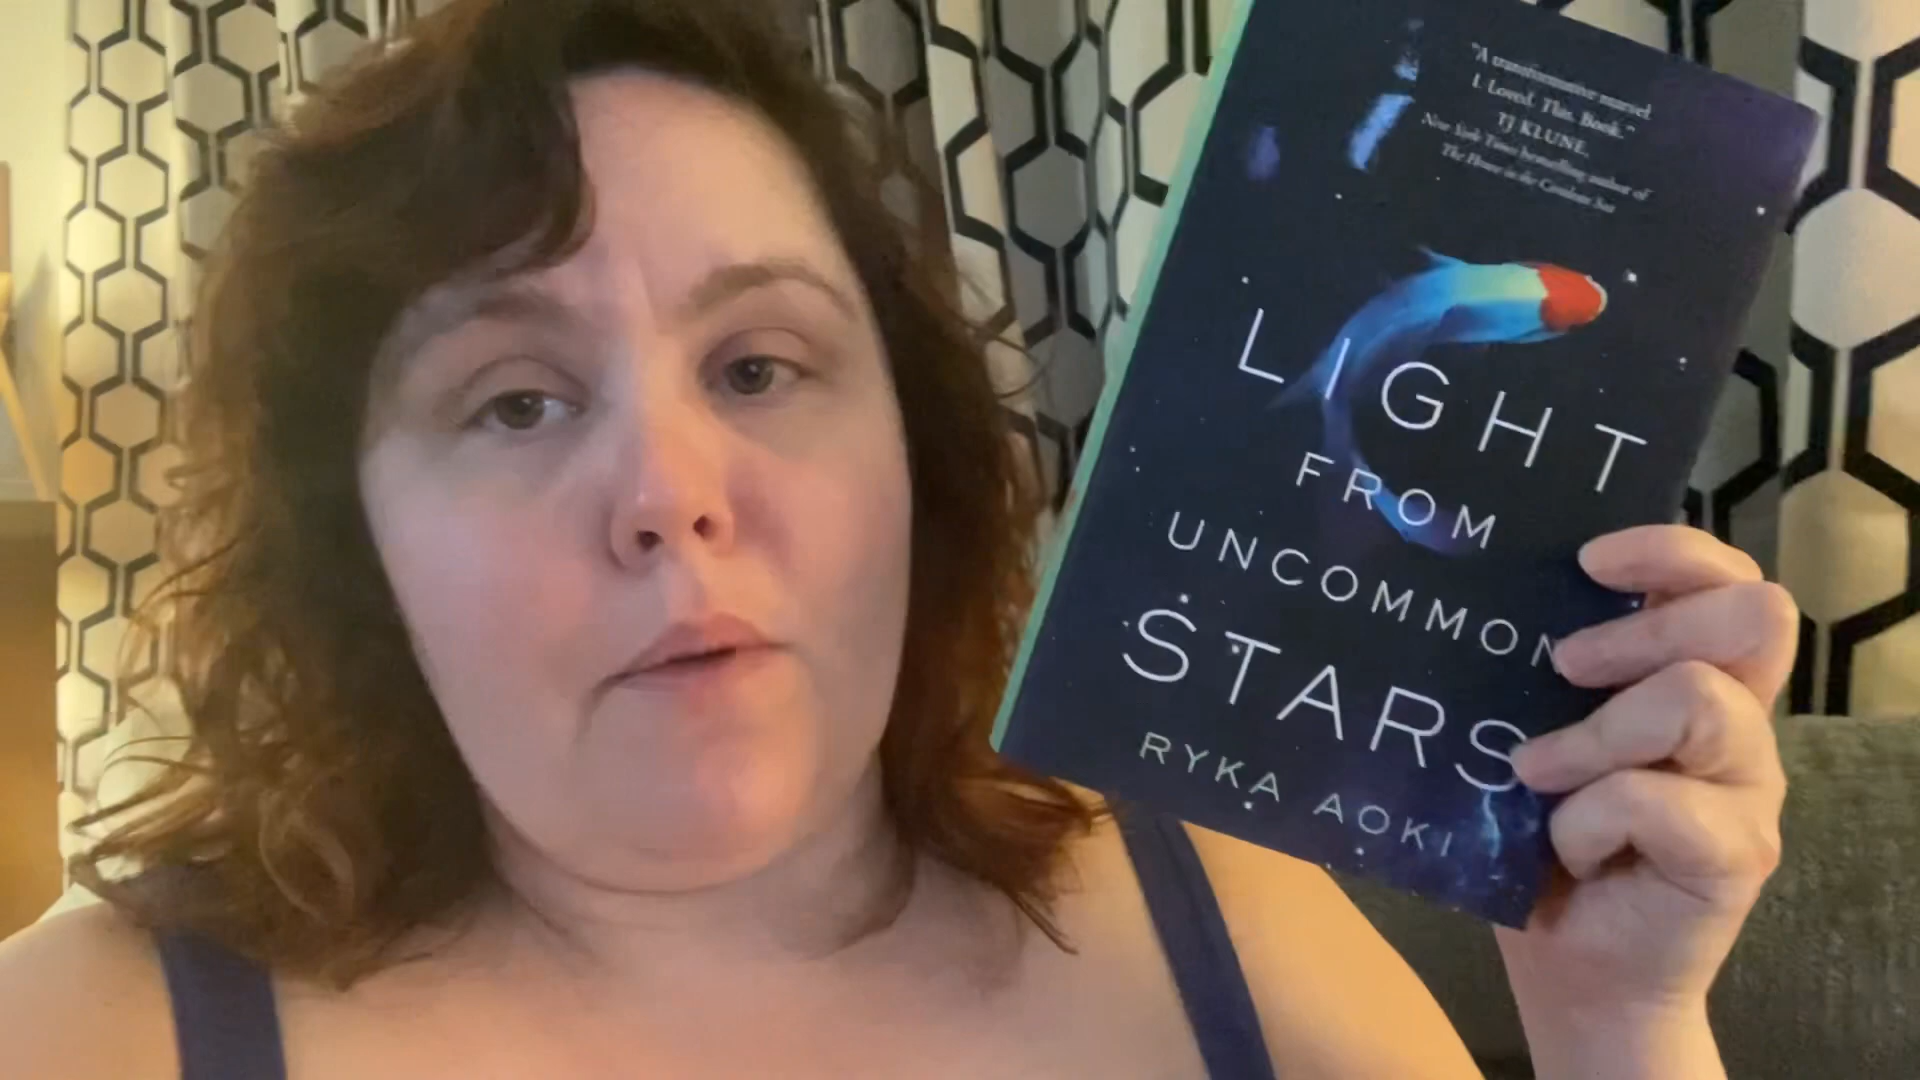 "A transformative marvel.
I. Loved. This. Book."
TJ KLUNE,
New York Times bestselling author of
The House in the Cerulean Sea
LIGHT
FROM
UNCOMMON
STARS
RYKA AOKI